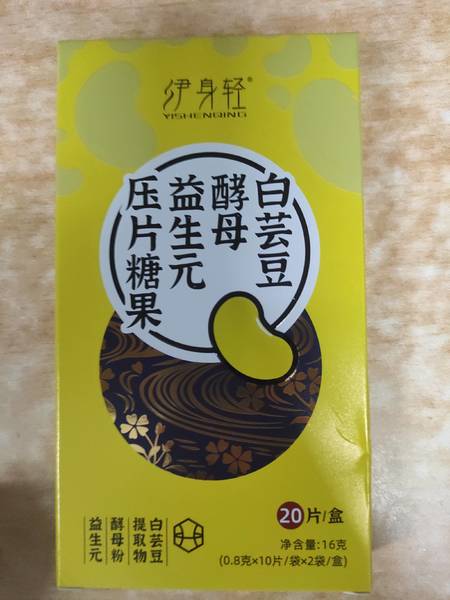 伊身轻®
YISHENQING
白芸豆
酵母
益生元
压片糖果
白芸豆
提取物
酵母粉
益生元
20片/盒
净含量:16克
(0.8克×10片/袋×2袋/盒)